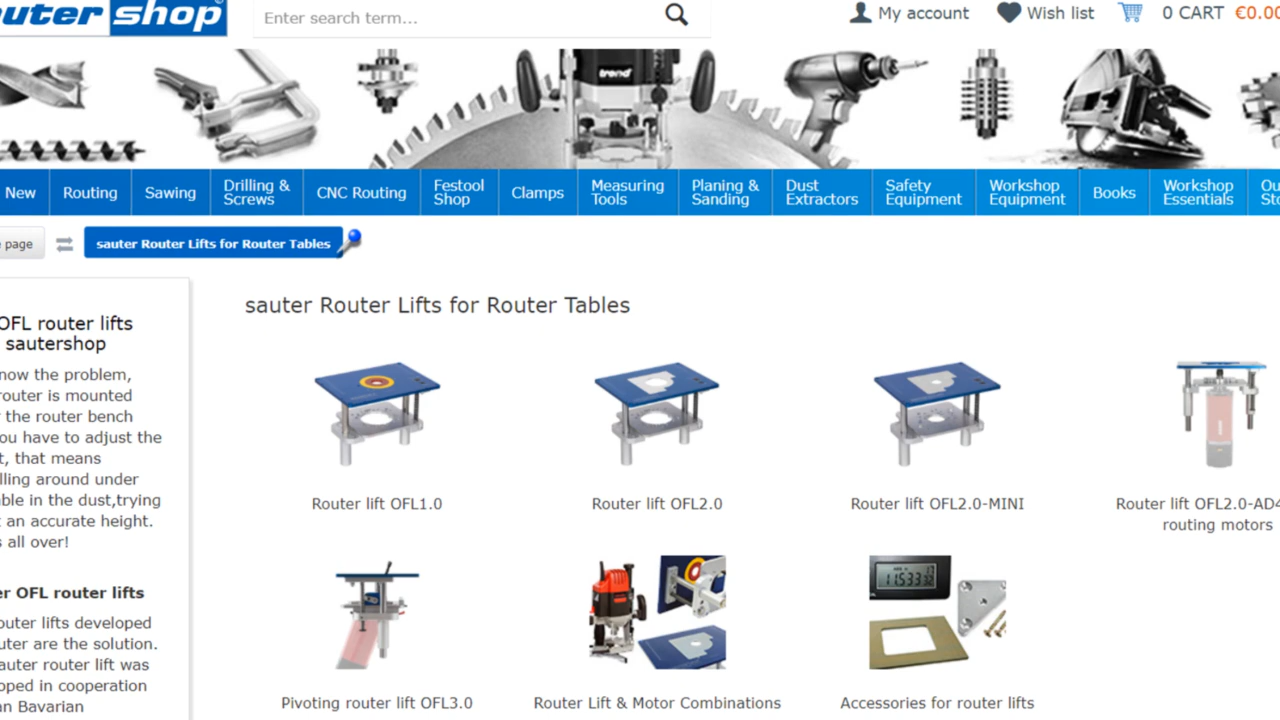 outer shop
Enter search term...
My account
Wish list
0 CART €0.00
trend
New
Routing
Sawing
Drilling &
Screws
CNC Routing
Festool
Shop
Clamps
Measuring
Tools
Planing &
Sanding
Dust
Extractors
Safety
Equipment
Workshop
Equipment
Books
Workshop
Essentials
Ou
Sto
page
sauter Router Lifts for Router Tables
OFL router lifts
sautershop
now the problem,
router is mounted
the router bench
ou have to adjust the
t, that means
lling around under
ble in the dust,trying
t an accurate height.
s all over!
er OFL router lifts
outer lifts developed
uter are the solution.
auter router lift was
oped in cooperation
an Bavarian
sauter Router Lifts for Router Tables
Router lift OFL1.0
Router lift OFL2.0
Router lift OFL2.0-MINI
Router lift OFL2.0-AD4
routing motors
Pivoting router lift OFL3.0
Router Lift & Motor Combinations
Accessories for router lifts